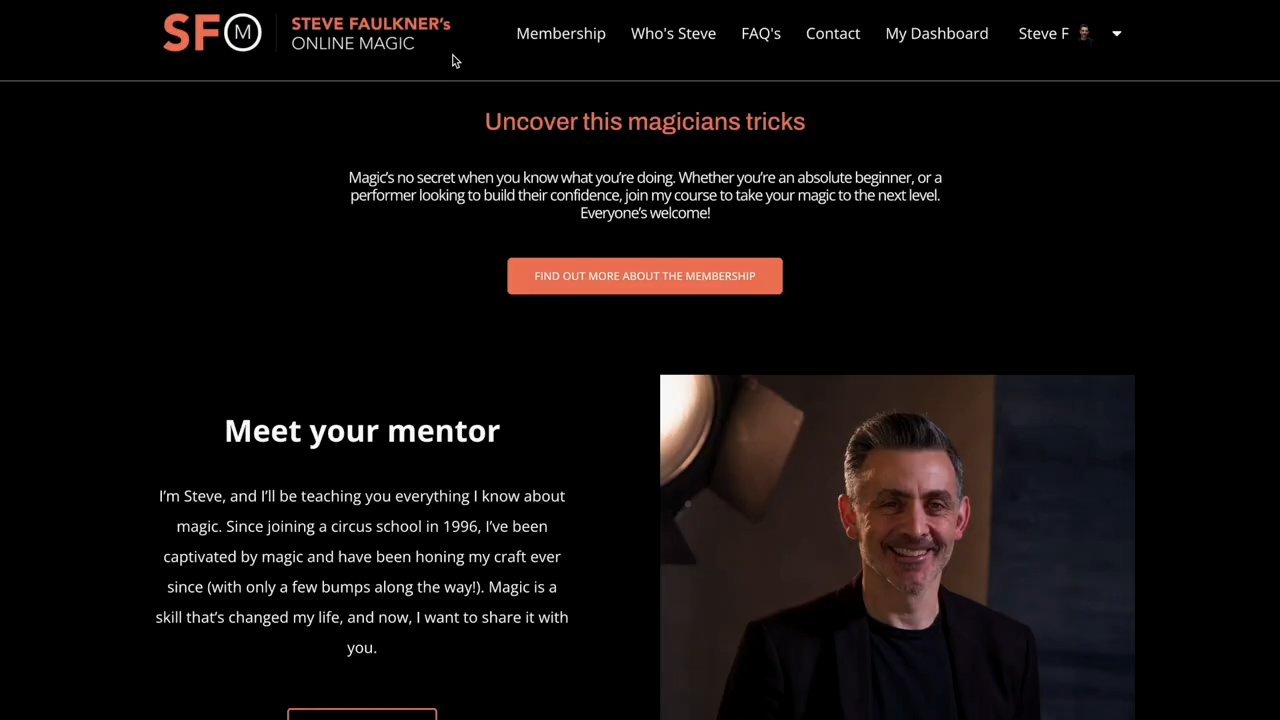 SFM
STEVE FAULKNER's
ONLINE MAGIC
Membership
Who's Steve
FAQ's
Contact
My Dashboard
Steve F
Uncover this magicians tricks
Magic’s no secret when you know what you’re doing. Whether you’re an absolute beginner, or a
performer looking to build their confidence, join my course to take your magic to the next level.
Everyone’s welcome!
FIND OUT MORE ABOUT THE MEMBERSHIP
Meet your mentor
I’m Steve, and I’ll be teaching you everything I know about
magic. Since joining a circus school in 1996, I’ve been
captivated by magic and have been honing my craft ever
since (with only a few bumps along the way!). Magic is a
skill that’s changed my life, and now, I want to share it with
you.